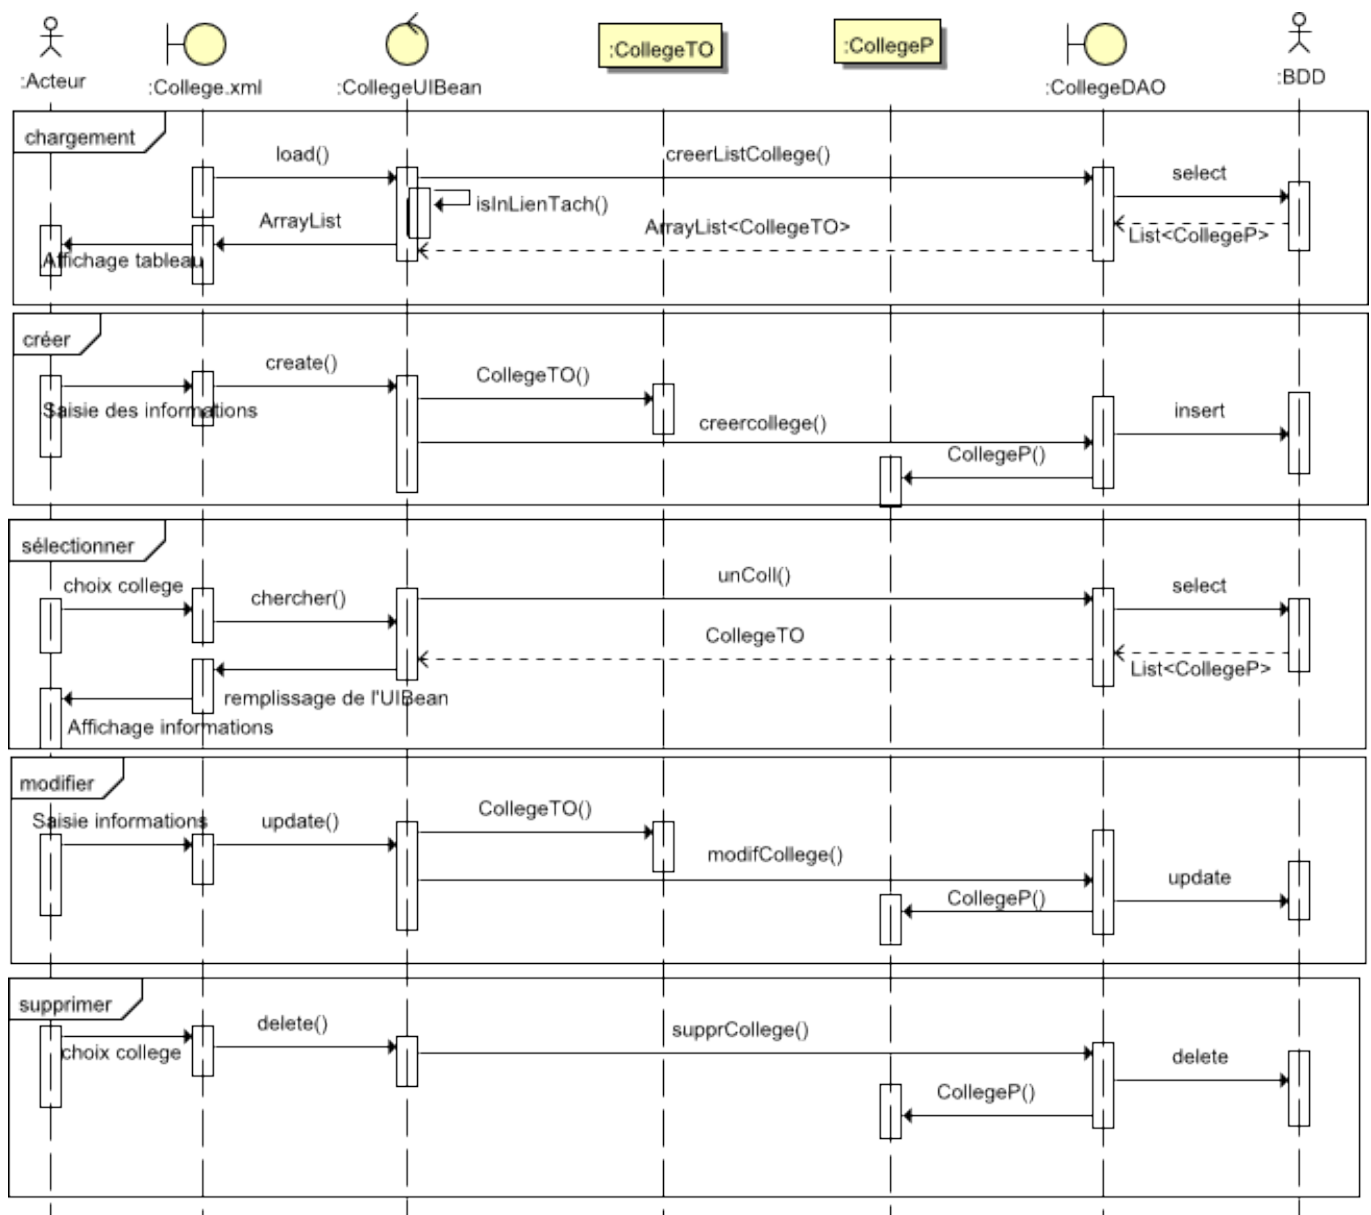 :Acteur
:College.xml
:CollegeUIBean
:CollegeTO
:CollegeP
:CollegeDAO
:BDD
chargement
load()
creerListCollege()
select
isInLienTach()
ArrayList
ArrayList<CollegeTO>
List<CollegeP>
Affichage tableau
créer
create()
CollegeTO()
Saisie des informations
creercollege()
insert
CollegeP()
sélectionner
choix college
chercher()
unColl()
select
CollegeTO
List<CollegeP>
remplissage de l'UIBean
Affichage informations
modifier
Saisie informations
update()
CollegeTO()
modifCollege()
update
CollegeP()
supprimer
choix college
delete()
supprCollege()
delete
CollegeP()